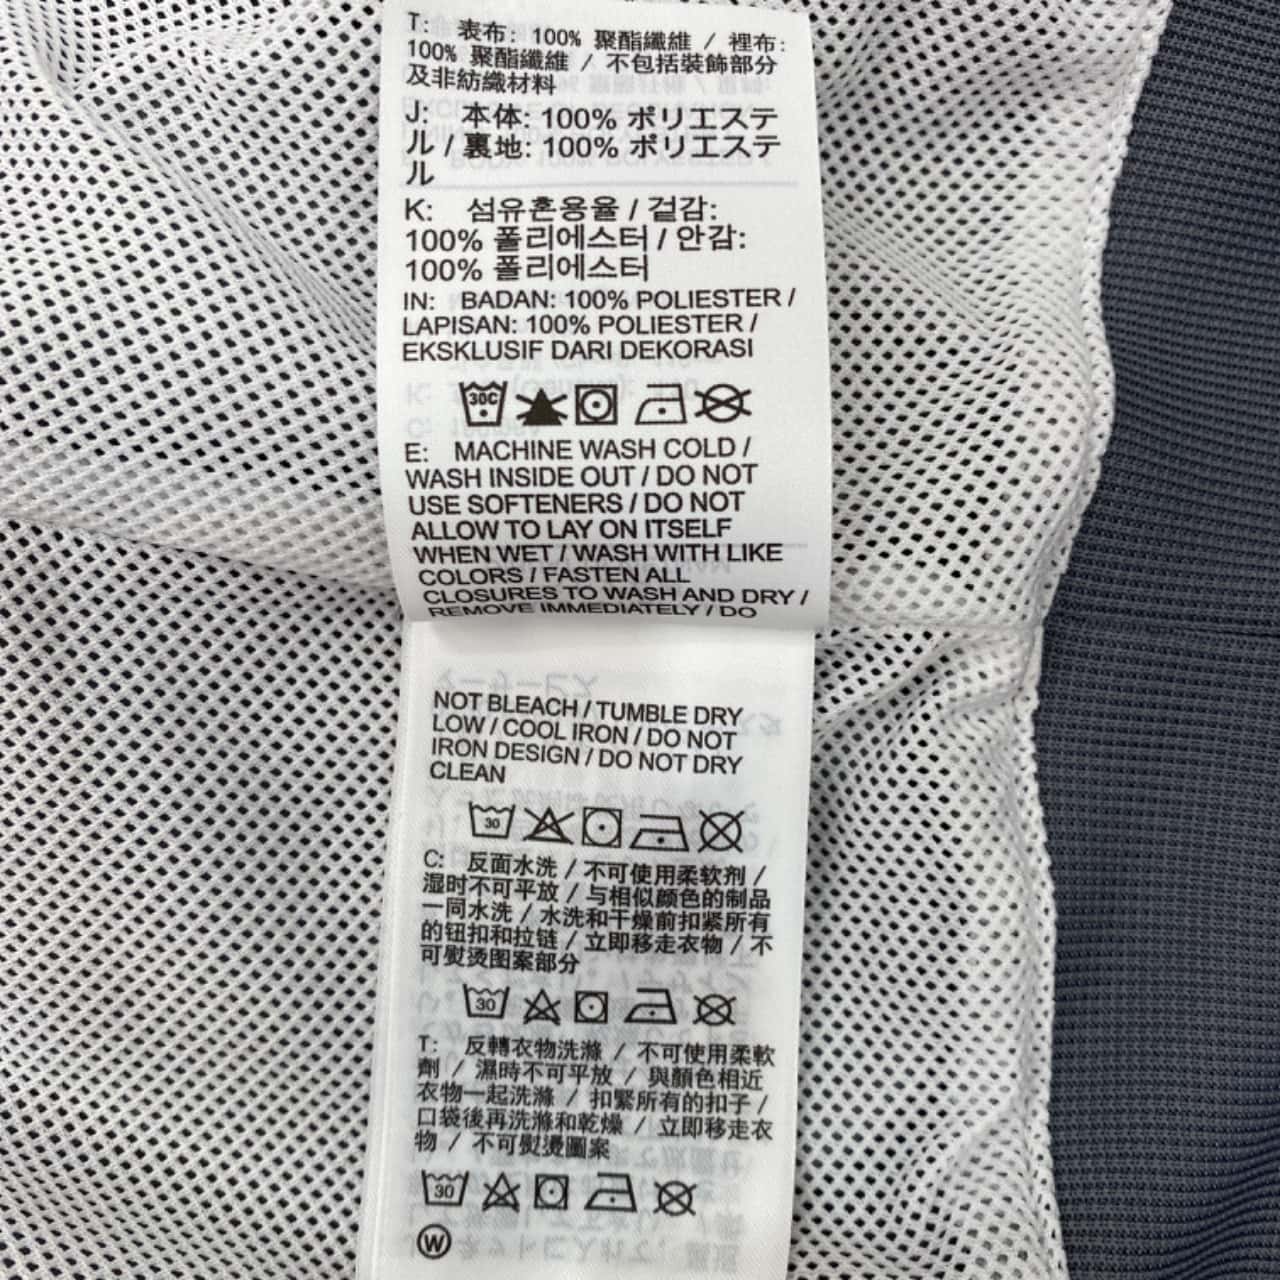 T: 表布: 100% 聚酯纖維 / 裡布:
100% 聚酯纖維 / 不包括裝飾部分
及非紡織材料
J: 本体: 100% ポリエステ
ル / 裏地: 100% ポリエステ
ル
K: 섬유혼용율 / 겉감:
100% 폴리에스터 / 안감:
100% 폴리에스터
IN: BADAN: 100% POLIESTER /
LAPISAN: 100% POLIESTER /
EKSKLUSIF DARI DEKORASI
30C
E: MACHINE WASH COLD /
WASH INSIDE OUT / DO NOT
USE SOFTENERS / DO NOT
ALLOW TO LAY ON ITSELF
WHEN WET / WASH WITH LIKE
COLORS / FASTEN ALL
CLOSURES TO WASH AND DRY /
REMOVE IMMEDIATELY / DO
NOT BLEACH / TUMBLE DRY
LOW / COOL IRON / DO NOT
IRON DESIGN / DO NOT DRY
CLEAN
30
C: 反面水洗 / 不可使用柔软剂 /
湿时不可平放 / 与相似颜色的制品
一同水洗 / 水洗和干燥前扣紧所有
的钮扣和拉链 / 立即移走衣物 / 不
可熨烫图案部分
30
T: 反轉衣物洗滌 / 不可使用柔軟
劑 / 濕時不可平放 / 與顏色相近
衣物一起洗滌 / 扣緊所有的扣子 /
口袋後再洗滌和乾燥 / 立即移走衣
物 / 不可熨燙圖案
30
W